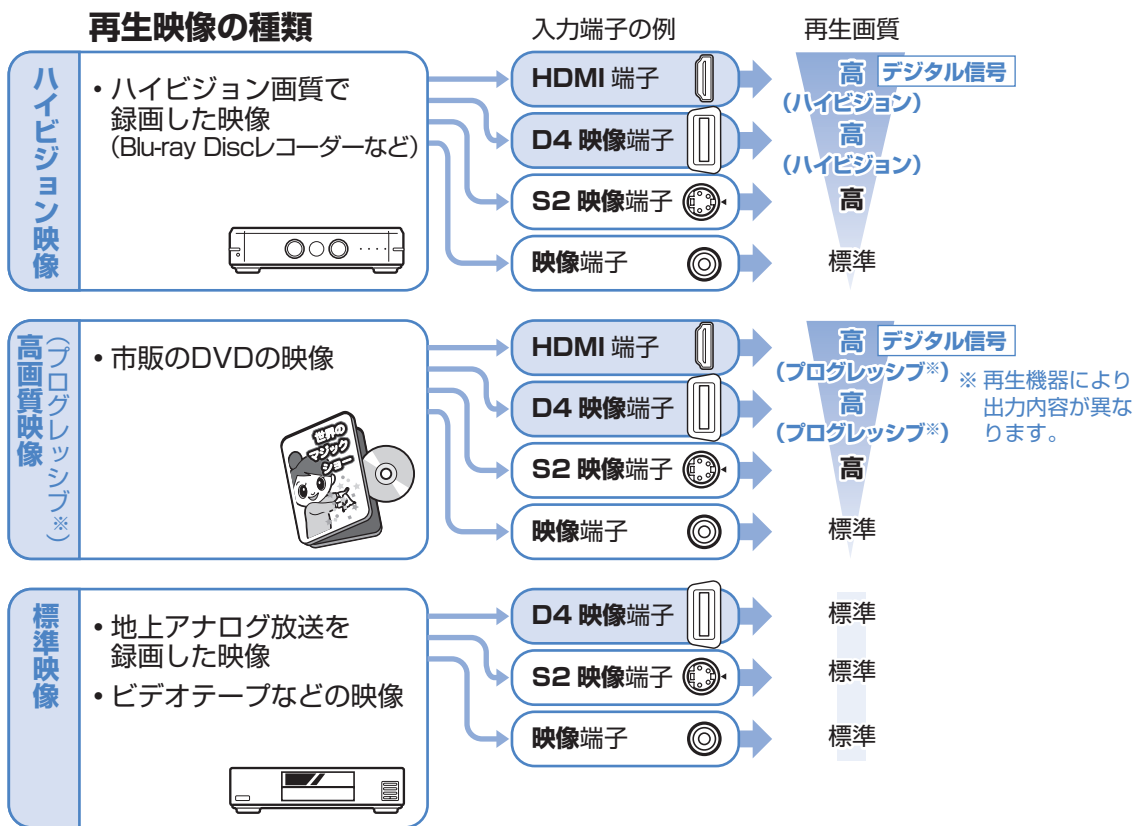 再生映像の種類
入力端子の例
再生画質
ハイビジョン映像
・ハイビジョン画質で
録画した映像
（Blu-ray Discレコーダーなど）
HDMI 端子
高 デジタル信号
（ハイビジョン）
D4 映像端子
高
（ハイビジョン）
S2 映像端子
高
映像端子
標準
高画質映像
（プログレッシブ※）
・市販のDVDの映像
世界の
マジック
ショー
HDMI 端子
高 デジタル信号
（プログレッシブ※）
※ 再生機器により
出力内容が異な
ります。
D4 映像端子
高
（プログレッシブ※）
S2 映像端子
高
映像端子
標準
標準映像
・地上アナログ放送を
録画した映像
・ビデオテープなどの映像
D4 映像端子
標準
S2 映像端子
標準
映像端子
標準